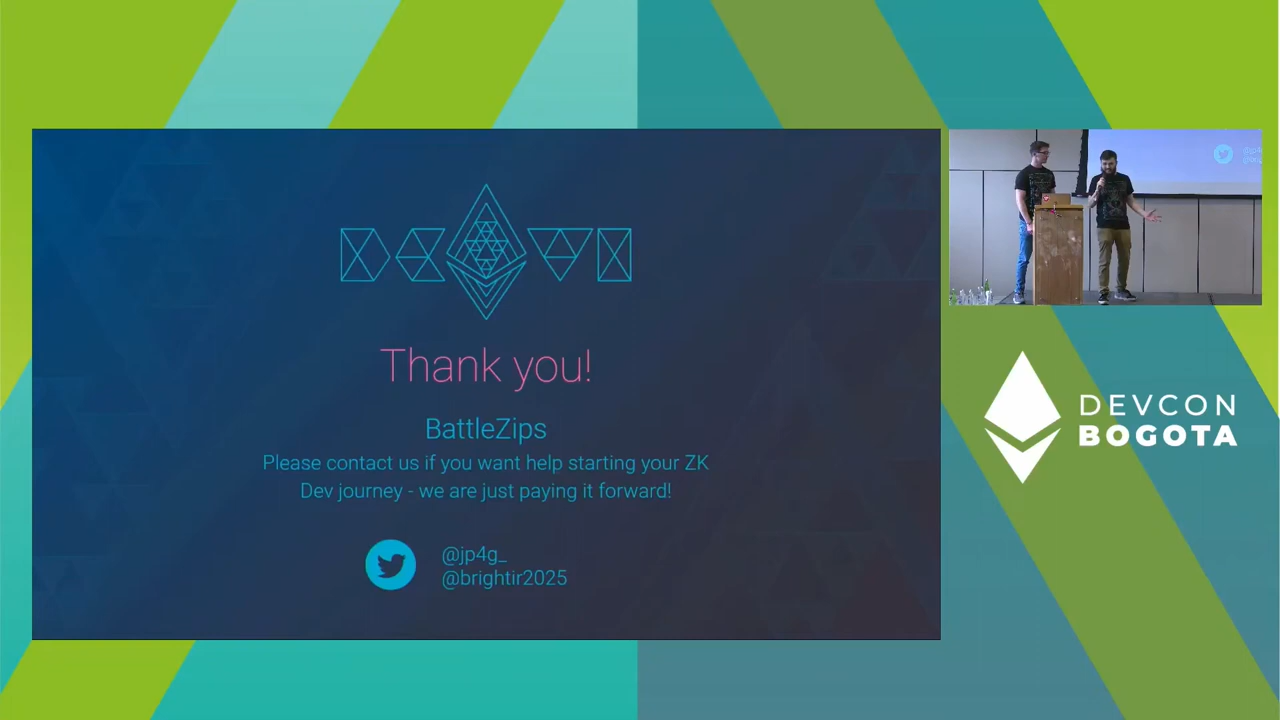 DEVVI
Thank you!
BattleZips
Please contact us if you want help starting your ZK
Dev journey - we are just paying it forward!
@jp4g_
@brightir2025
DEVCON
BOGOTA